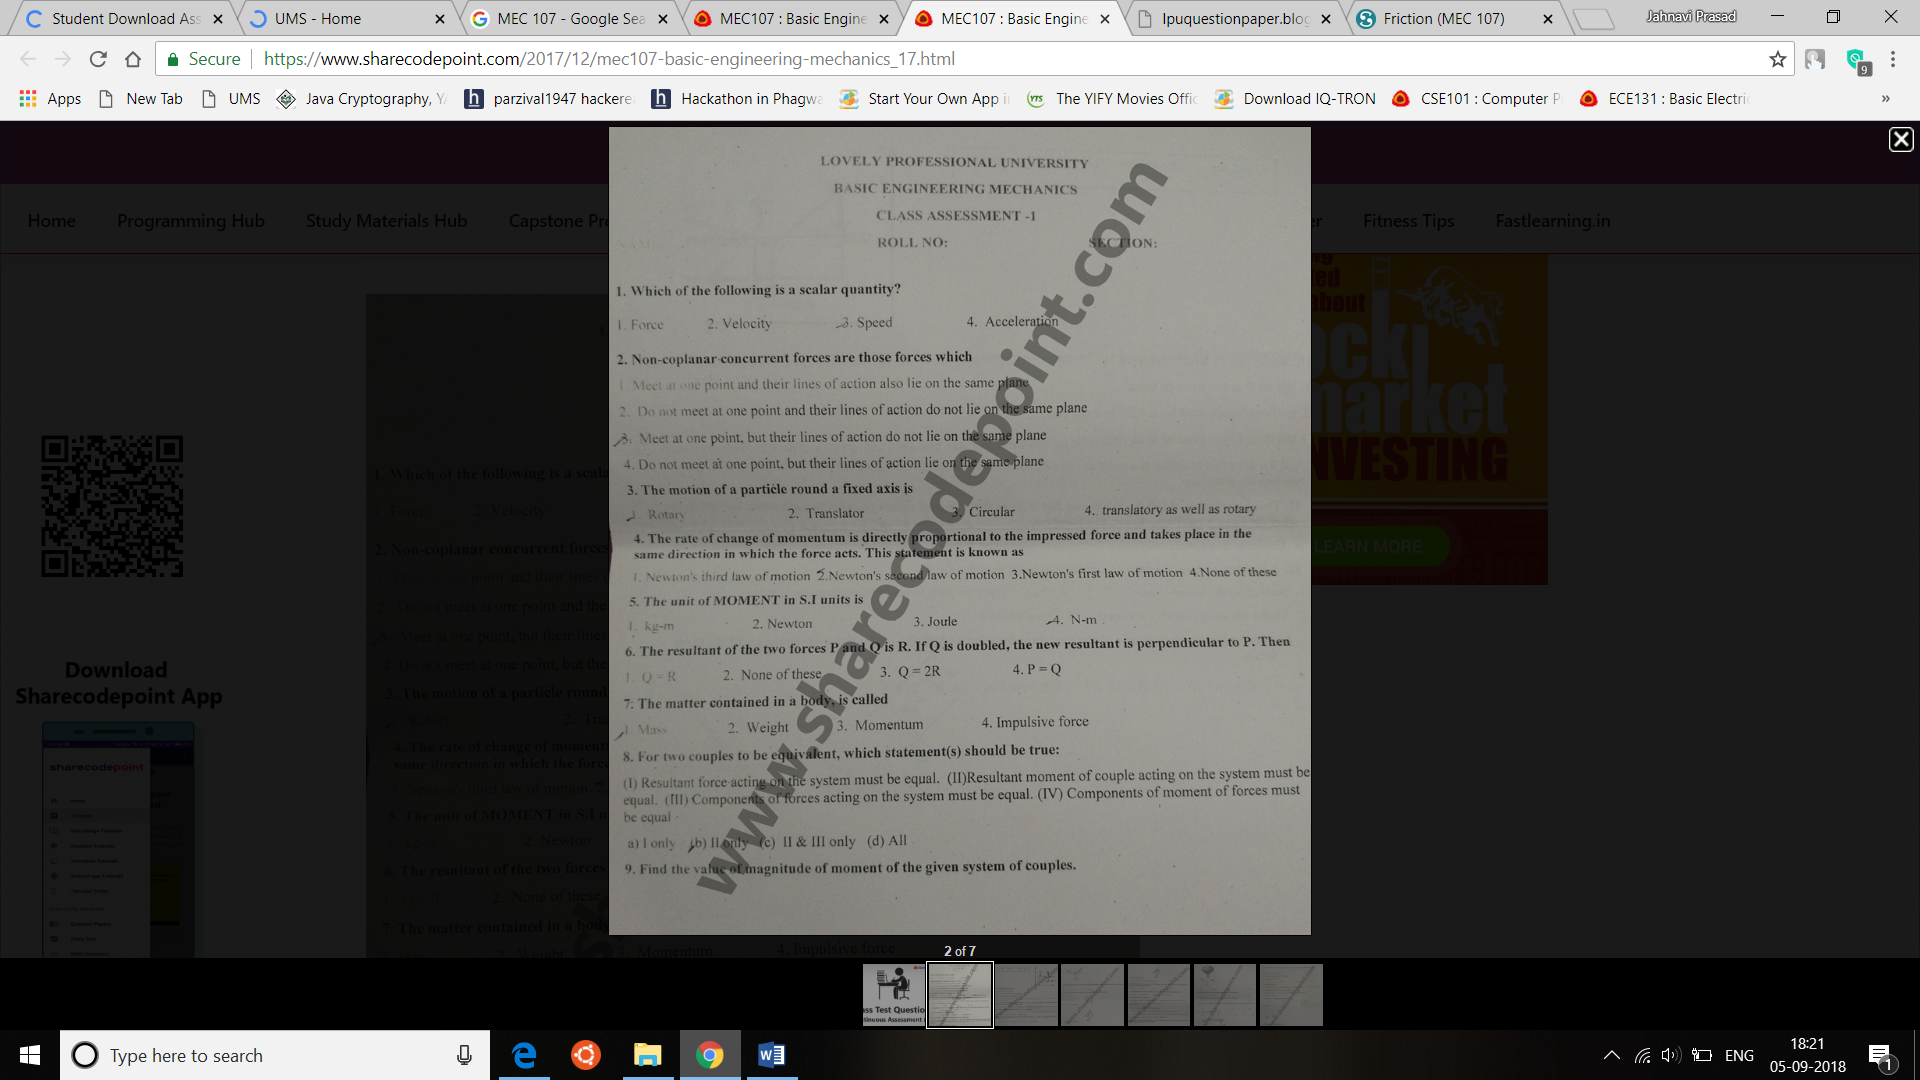 Student Download Ass
UMS - Home
MEC 107 - Google Sea
MEC107 : Basic Engine
MEC107 : Basic Engine
lpuquestionpaper.blog
Friction (MEC 107)
Jahnavi Prasad
Secure
https://www.sharecodepoint.com/2017/12/mec107-basic-engineering-mechanics_17.html
9
Apps
New Tab
UMS
Java Cryptography, YA
parzival1947 hackere
Hackathon in Phagwa
Start Your Own App i
The YIFY Movies Offic
Download IQ-TRON
CSE101 : Computer P
ECE131 : Basic Electric
»
Home
Programming Hub
Study Materials Hub
Capstone Pr
Fitness Tips
Fastlearning.in
LOVELY PROFESSIONAL UNIVERSITY
BASIC ENGINEERING MECHANICS
CLASS ASSESSMENT -1
ROLL NO: SECTION:
1. Which of the following is a scalar quantity?
1. Force 2. Velocity 3. Speed 4. Acceleration
2. Non-coplanar concurrent forces are those forces which
1. Meet at one point and their lines of action also lie on the same plane
2. Do not meet at one point and their lines of action do not lie on the same plane
3. Meet at one point, but their lines of action do not lie on the same plane
4. Do not meet at one point, but their lines of action lie on the same plane
3. The motion of a particle round a fixed axis is
1. Rotary 2. Translator 3. Circular 4. translatory as well as rotary
4. The rate of change of momentum is directly proportional to the impressed force and takes place in the
same direction in which the force acts. This statement is known as
1. Newton's third law of motion 2.Newton's second law of motion 3.Newton's first law of motion 4.None of these
5. The unit of MOMENT in S.I units is
1. kg-m 2. Newton 3. Joule 4. N-m
6. The resultant of the two forces P and Q is R. If Q is doubled, the new resultant is perpendicular to P. Then
1. Q = R 2. None of these 3. Q = 2R 4. P = Q
7. The matter contained in a body, is called
1. Mass 2. Weight 3. Momentum 4. Impulsive force
8. For two couples to be equivalent, which statement(s) should be true:
(I) Resultant force acting on the system must be equal. (II)Resultant moment of couple acting on the system must be
equal. (III) Components of forces acting on the system must be equal. (IV) Components of moment of forces must
be equal
a) I only (b) II only (c) II & III only (d) All
9. Find the value of magnitude of moment of the given system of couples.
www.sharecodepoint.com
Download
Sharecodepoint App
sharecodepoint
INVESTING
LEARN MORE
2 of 7
Type here to search
ENG
18:21
05-09-2018
1